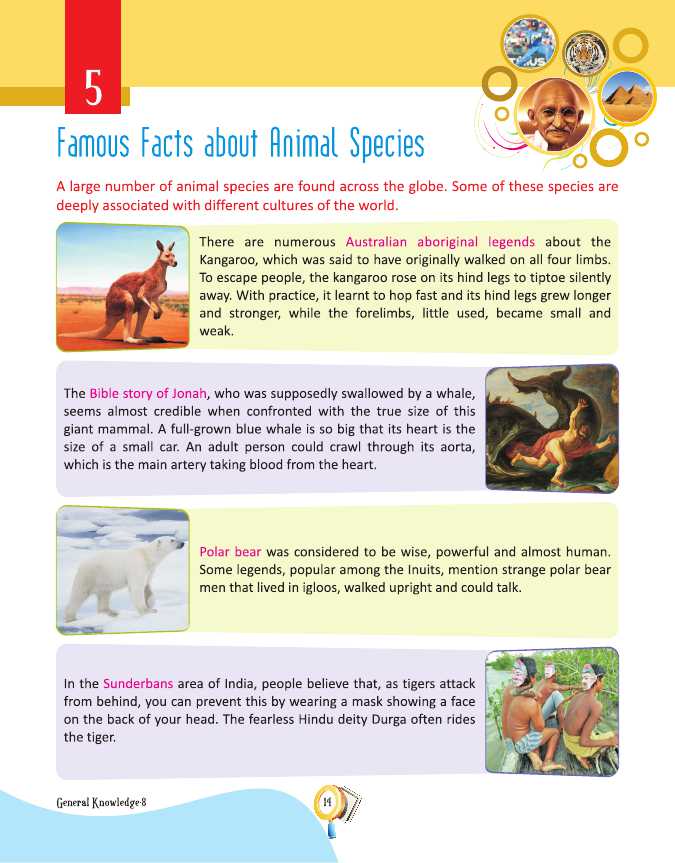 5
Famous Facts about Animal Species
A large number of animal species are found across the globe. Some of these species are
deeply associated with different cultures of the world.
There are numerous Australian aboriginal legends about the
Kangaroo, which was said to have originally walked on all four limbs.
To escape people, the kangaroo rose on its hind legs to tiptoe silently
away. With practice, it learnt to hop fast and its hind legs grew longer
and stronger, while the forelimbs, little used, became small and
weak.
The Bible story of Jonah, who was supposedly swallowed by a whale,
seems almost credible when confronted with the true size of this
giant mammal. A full-grown blue whale is so big that its heart is the
size of a small car. An adult person could crawl through its aorta,
which is the main artery taking blood from the heart.
Polar bear was considered to be wise, powerful and almost human.
Some legends, popular among the Inuits, mention strange polar bear
men that lived in igloos, walked upright and could talk.
In the Sunderbans area of India, people believe that, as tigers attack
from behind, you can prevent this by wearing a mask showing a face
on the back of your head. The fearless Hindu deity Durga often rides
the tiger.
General Knowledge-8
14